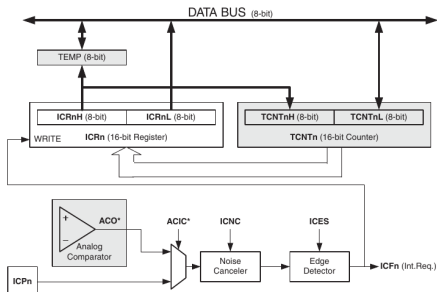 DATA BUS (8-bit)
TEMP (8-bit)
ICRnH (8-bit) ICRnL (8-bit) TCNTnH (8-bit) TCNTnL (8-bit)
WRITE ICRn (16-bit Register) TCNTn (16-bit Counter)
+
ACO* ACIC* ICNC ICES
–
Analog
Comparator
Noise
Canceler
Edge
Detector
ICFn (Int.Req.)
ICPn